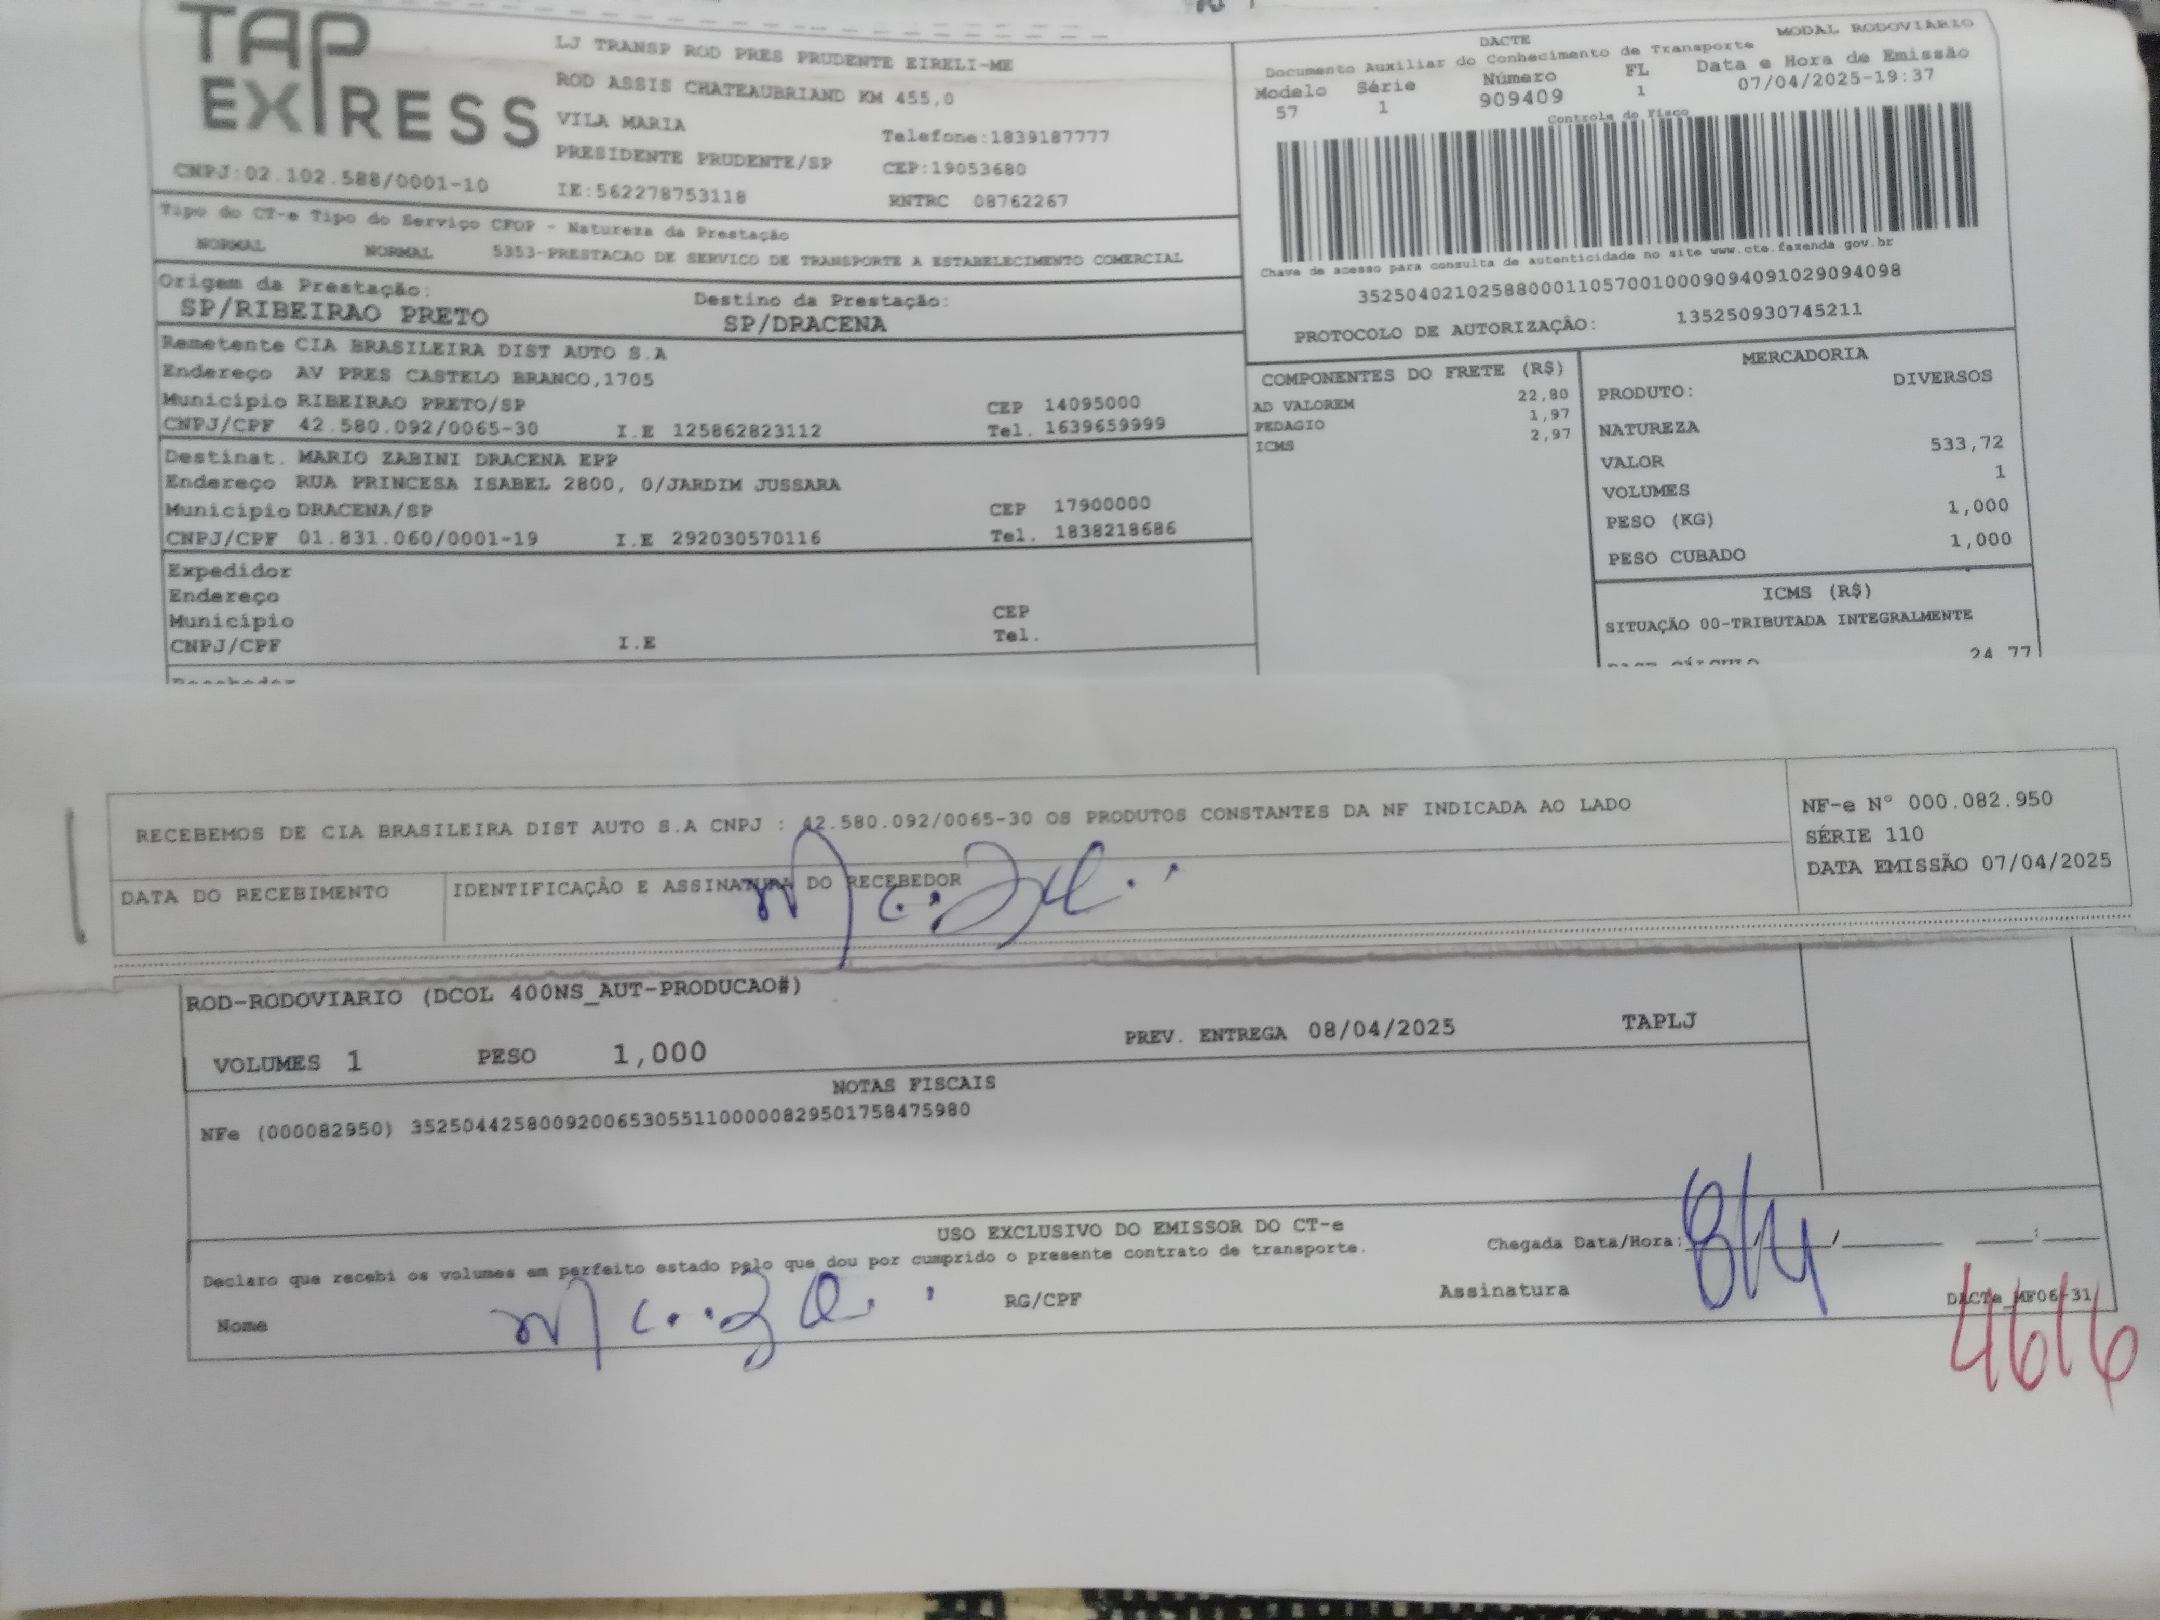 TAP
EXPRESS
CNPJ:02.102.588/0001-10
LJ TRANSP ROD PRES PRUDENTE EIRELI-ME
ROD ASSIS CHATEAUBRIAND KM 455,0
VILA MARIA
Telefone:1839187777
PRESIDENTE PRUDENTE/SP
CEP:19053680
IE:562278753118
RNTRC 08762267
DACTE
MODAL RODOVIARIO
Documento Auxiliar do Conhecimento de Transporte
Modelo Série Número FL Data e Hora de Emissão
57 1 909409 1 07/04/2025-19:37
Controle do Fisco
Chave de acesso para consulta de autenticidade no site www.cte.fazenda.gov.br
35250402102588000110570010009094091029094098
PROTOCOLO DE AUTORIZAÇÃO: 135250930745211
Tipo do CT-e Tipo do Serviço CFOP - Natureza da Prestação
NORMAL NORMAL 5353-PRESTACAO DE SERVICO DE TRANSPORTE A ESTABELECIMENTO COMERCIAL
Origem da Prestação: Destino da Prestação:
SP/RIBEIRAO PRETO SP/DRACENA
Remetente CIA BRASILEIRA DIST AUTO S.A
Endereço AV PRES CASTELO BRANCO,1705
Município RIBEIRAO PRETO/SP CEP 14095000
CNPJ/CPF 42.580.092/0065-30 I.E 125862823112 Tel. 1639659999
Destinat. MARIO ZABINI DRACENA EPP
Endereço RUA PRINCESA ISABEL 2800, 0/JARDIM JUSSARA
Município DRACENA/SP CEP 17900000
CNPJ/CPF 01.831.060/0001-19 I.E 292030570116 Tel. 1838218686
Expedidor
Endereço
Município CEP
CNPJ/CPF I.E Tel.
COMPONENTES DO FRETE (R$)
AD VALOREM 22,80
PEDAGIO 1,97
ICMS 2,97
MERCADORIA
PRODUTO: DIVERSOS
NATUREZA
VALOR 533,72
VOLUMES 1
PESO (KG) 1,000
PESO CUBADO 1,000
ICMS (R$)
SITUAÇÃO 00-TRIBUTADA INTEGRALMENTE
24,77
RECEBEMOS DE CIA BRASILEIRA DIST AUTO S.A CNPJ : 42.580.092/0065-30 OS PRODUTOS CONSTANTES DA NF INDICADA AO LADO
NF-e Nº 000.082.950
SÉRIE 110
DATA EMISSÃO 07/04/2025
DATA DO RECEBIMENTO
IDENTIFICAÇÃO E ASSINATURA DO RECEBEDOR
ROD-RODOVIARIO (DCOL 400NS_AUT-PRODUCAO#)
VOLUMES 1 PESO 1,000 PREV. ENTREGA 08/04/2025 TAPLJ
NOTAS FISCAIS
NFe (000082950) 35250442580092006530551100000829501758475980
USO EXCLUSIVO DO EMISSOR DO CT-e
Declaro que recebi os volumes em perfeito estado pelo que dou por cumprido o presente contrato de transporte.
Chegada Data/Hora: 8/4
Nome RG/CPF Assinatura
DACTe_MF06-31
4616